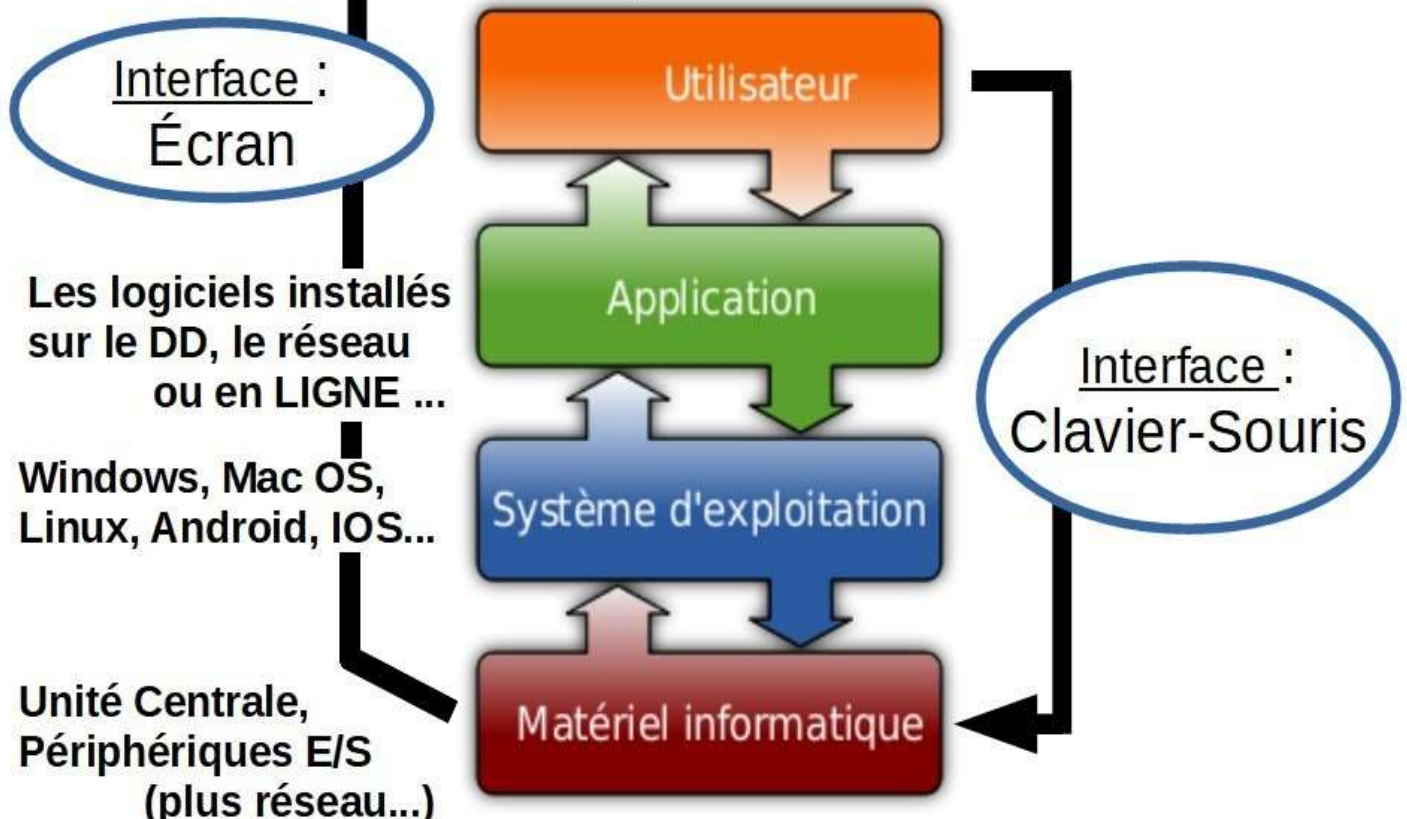 Interface :
Écran
Utilisateur
Les logiciels installés
sur le DD, le réseau
ou en LIGNE ...
Application
Interface :
Clavier-Souris
Windows, Mac OS,
Linux, Android, IOS...
Système d'exploitation
Unité Centrale,
Périphériques E/S
(plus réseau...)
Matériel informatique